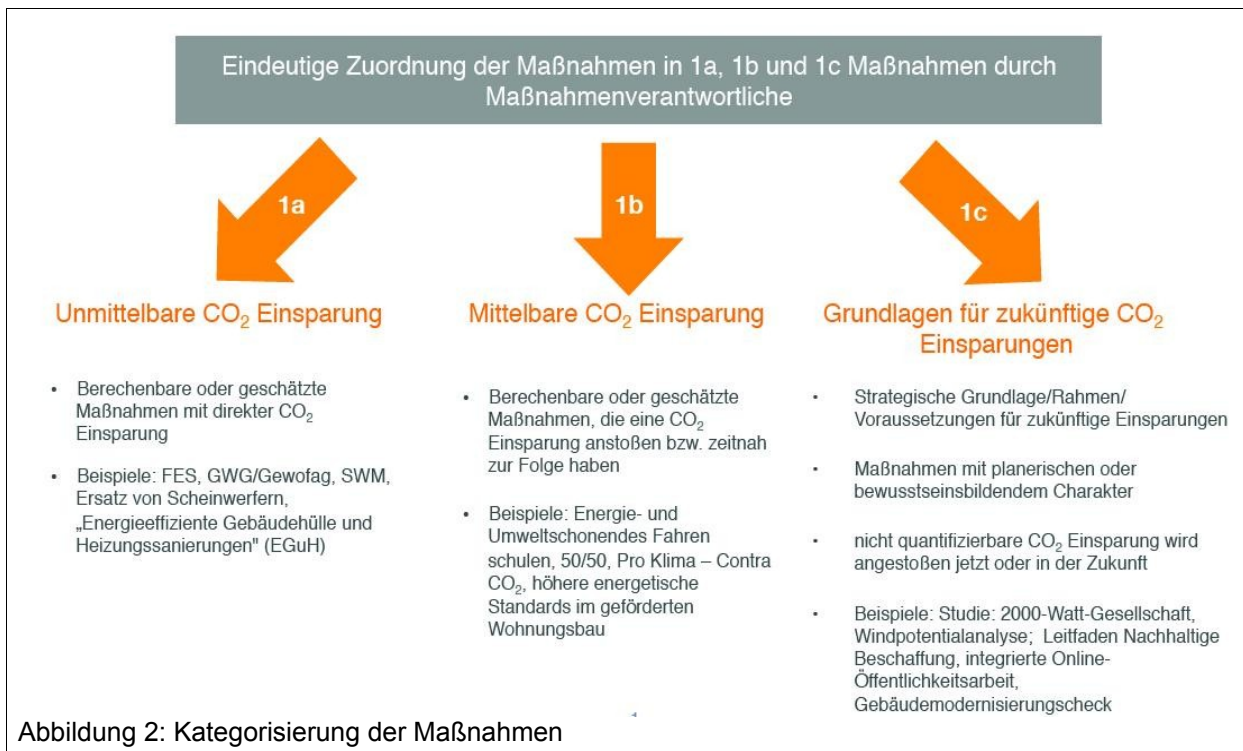 Eindeutige Zuordnung der Maßnahmen in 1a, 1b und 1c Maßnahmen durch
Maßnahmenverantwortliche
1a
1b
1c
Unmittelbare CO₂ Einsparung
• Berechenbare oder geschätzte
Maßnahmen mit direkter CO₂
Einsparung
• Beispiele: FES, GWG/Gewofag, SWM,
Ersatz von Scheinwerfern,
„Energieeffiziente Gebäudehülle und
Heizungssanierungen" (EGuH)
Mittelbare CO₂ Einsparung
• Berechenbare oder geschätzte
Maßnahmen, die eine CO₂
Einsparung anstoßen bzw. zeitnah
zur Folge haben
• Beispiele: Energie- und
Umweltschonendes Fahren
schulen, 50/50, Pro Klima – Contra
CO₂, höhere energetische
Standards im geförderten
Wohnungsbau
Grundlagen für zukünftige CO₂
Einsparungen
• Strategische Grundlage/Rahmen/
Voraussetzungen für zukünftige Einsparungen
• Maßnahmen mit planerischen oder
bewusstseinsbildendem Charakter
• nicht quantifizierbare CO₂ Einsparung wird
angestoßen jetzt oder in der Zukunft
• Beispiele: Studie: 2000-Watt-Gesellschaft,
Windpotentialanalyse; Leitfaden Nachhaltige
Beschaffung, integrierte Online-
Öffentlichkeitsarbeit,
Gebäudemodernisierungscheck
Abbildung 2: Kategorisierung der Maßnahmen